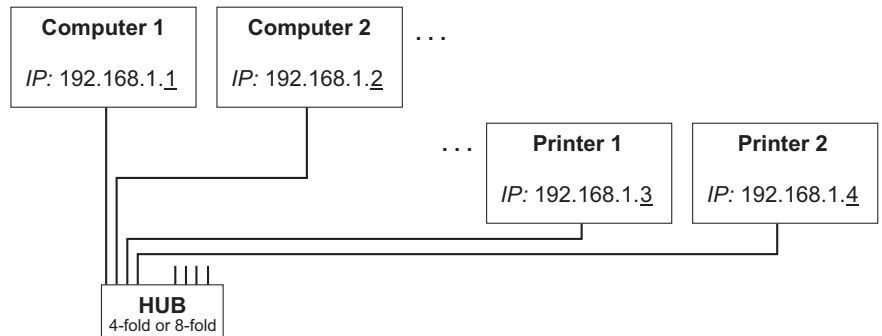 Computer 1
IP: 192.168.1.1
Computer 2
IP: 192.168.1.2
. . .
. . .
Printer 1
IP: 192.168.1.3
Printer 2
IP: 192.168.1.4
HUB
4-fold or 8-fold